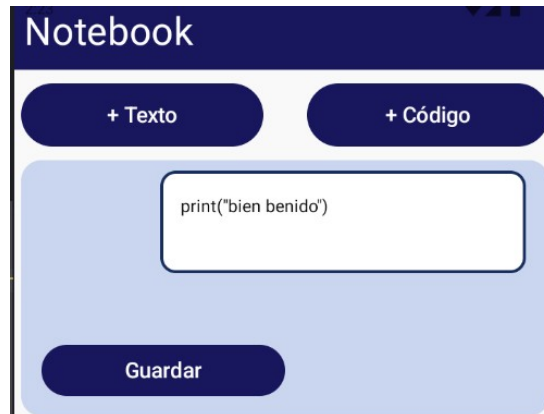 Notebook
+ Texto
+ Código
print("bien benido")
Guardar